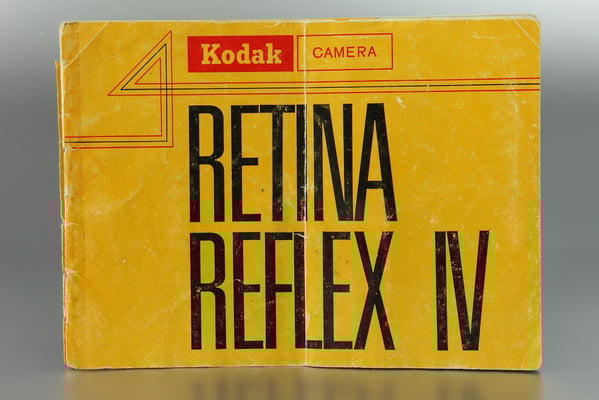 Kodak CAMERA
RETINA
REFLEX IV